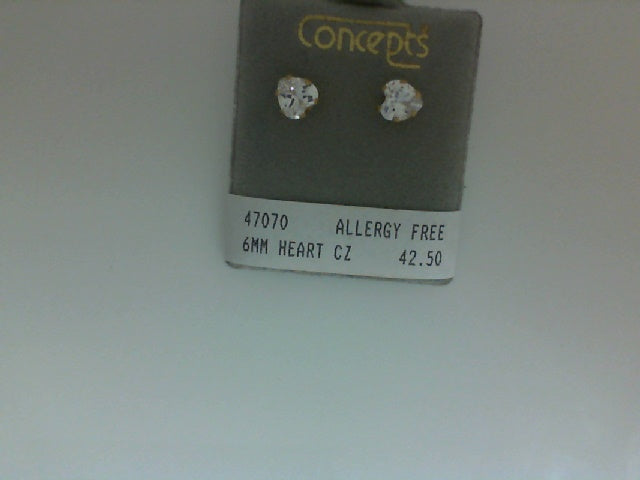 Concepts
47070 ALLERGY FREE
6MM HEART CZ 42.50